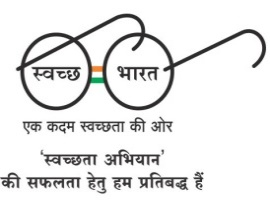 स्वच्छ भारत
एक कदम स्वच्छता की ओर
‘स्वच्छता अभियान’
की सफलता हेतु हम प्रतिबद्ध हैं